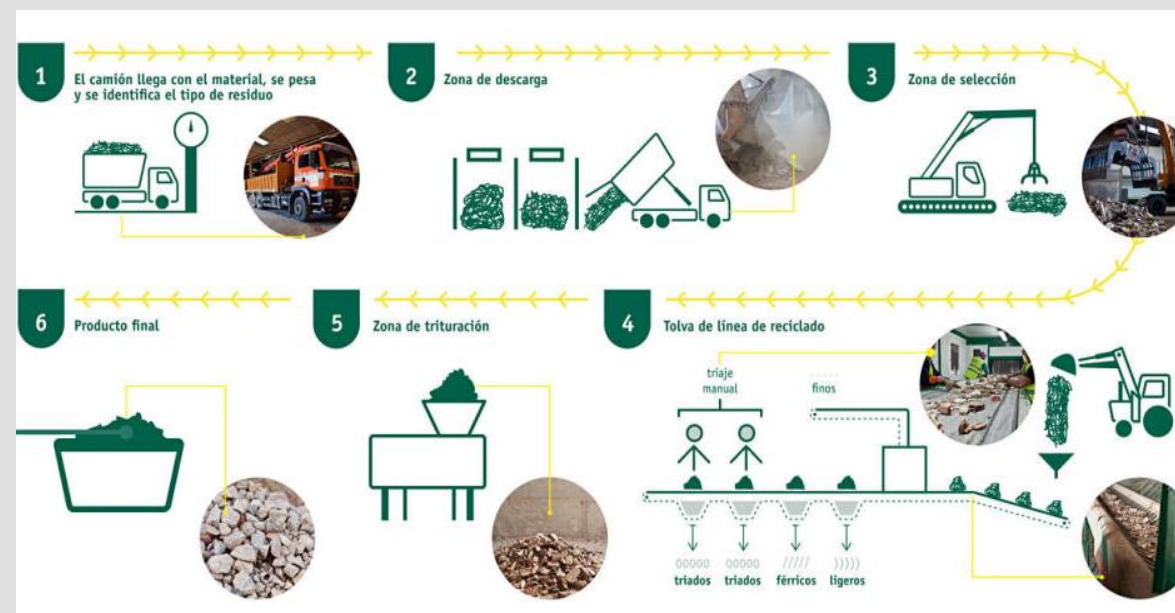 1
El camión llega con el material, se pesa
y se identifica el tipo de residuo
2
Zona de descarga
3
Zona de selección
4
Tolva de línea de reciclado
triaje
manual
finos
triados
triados
férricos
ligeros
5
Zona de trituración
6
Producto final